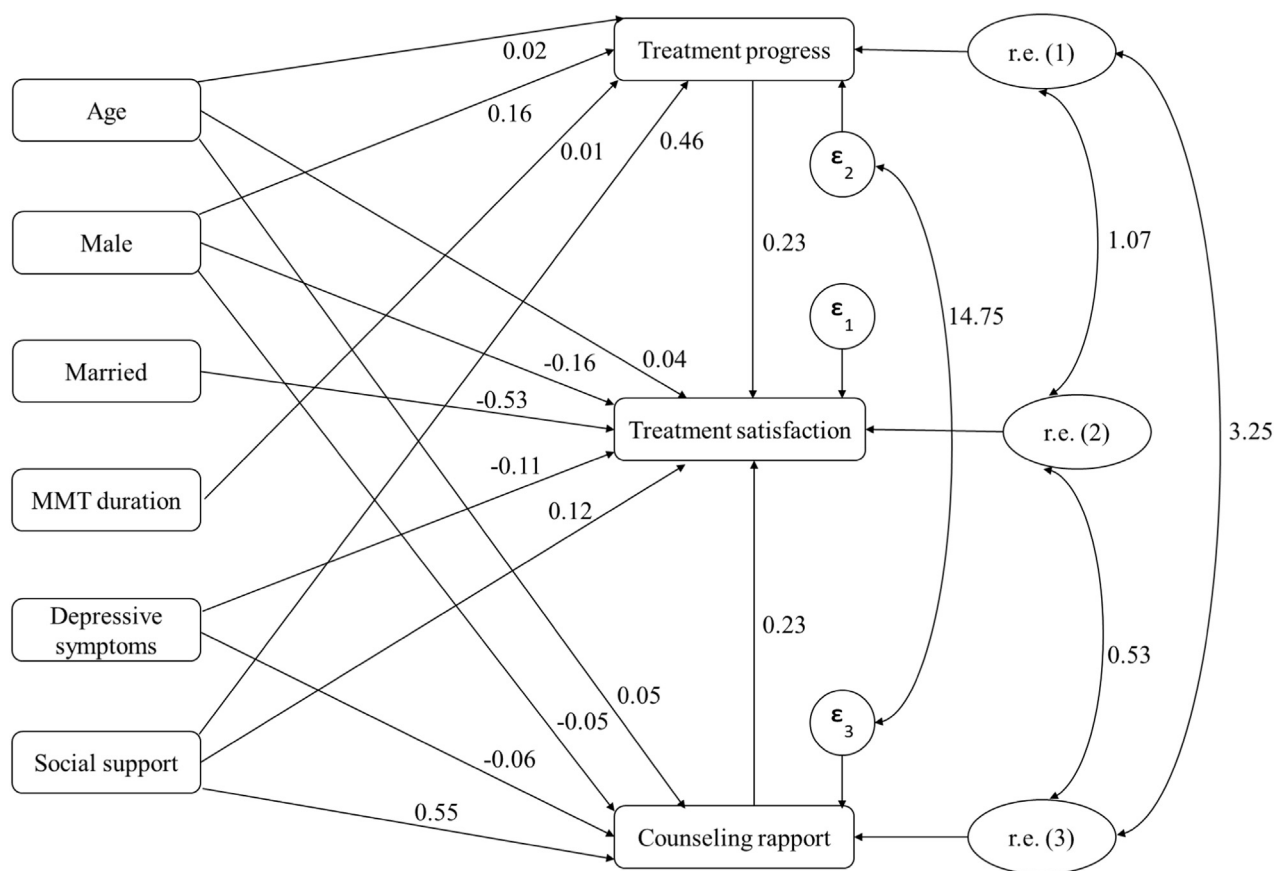 Age
Male
Married
MMT duration
Depressive
symptoms
Social support
0.02
0.16
0.01
0.46
0.04
-0.16
-0.53
-0.11
0.12
0.05
-0.05
-0.06
0.55
Treatment progress
0.23
Treatment satisfaction
0.23
Counseling rapport
ε2
ε1
ε3
14.75
r.e. (1)
1.07
r.e. (2)
3.25
0.53
r.e. (3)